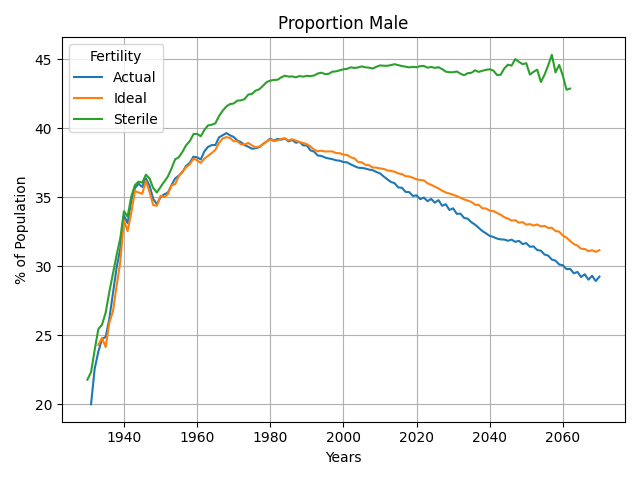 Proportion Male
Fertility
Actual
Ideal
Sterile
% of Population
45
40
35
30
25
20
1940 1960 1980 2000 2020 2040 2060
Years